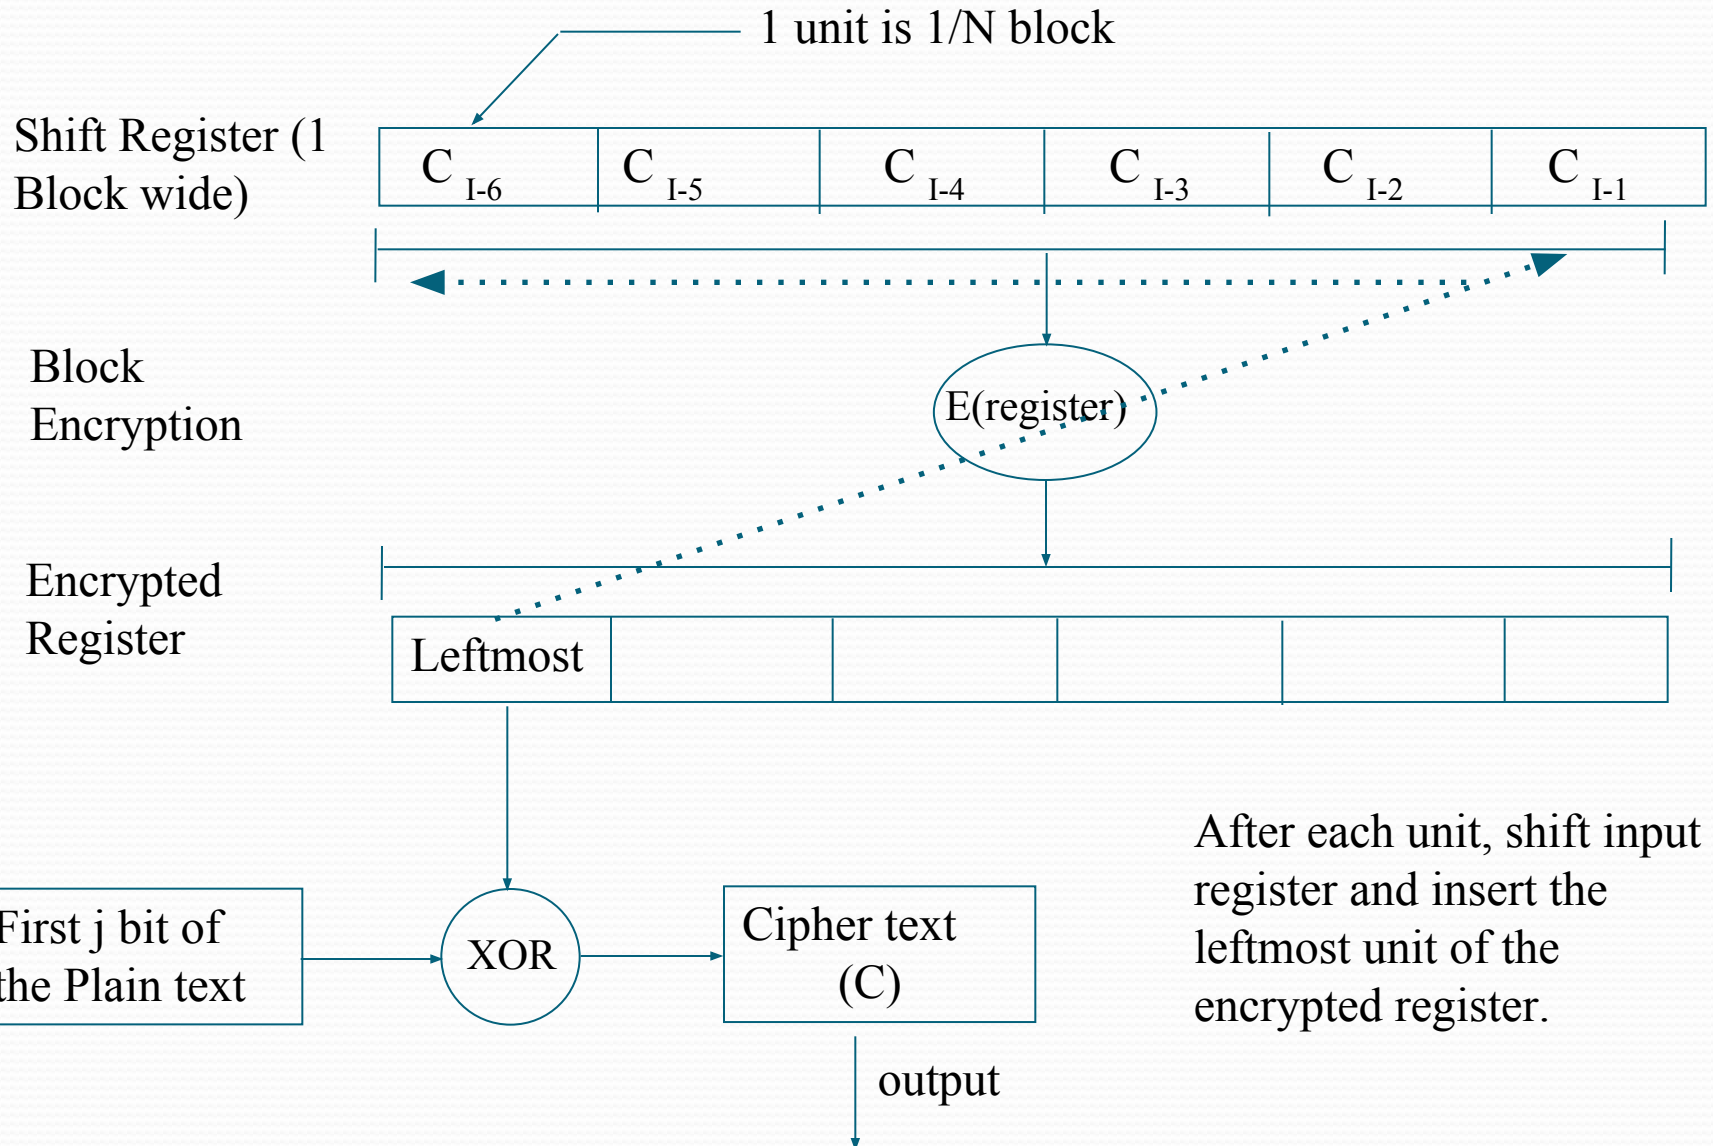 1 unit is 1/N block
Shift Register (1
Block wide)
C I-6 C I-5 C I-4 C I-3 C I-2 C I-1
Block
Encryption
E(register)
Encrypted
Register
Leftmost
First j bit of
the Plain text
XOR
Cipher text
(C)
After each unit, shift input
register and insert the
leftmost unit of the
encrypted register.
output